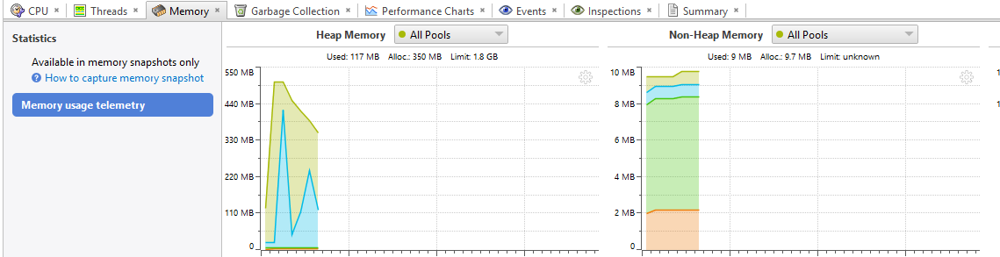 CPU × Threads × Memory × Garbage Collection × Performance Charts × Events × Inspections × Summary ×
Statistics
Available in memory snapshots only
? How to capture memory snapshot
Memory usage telemetry
Heap Memory All Pools
Used: 117 MB Alloc.: 350 MB Limit: 1.8 GB
550 MB
440 MB
330 MB
220 MB
110 MB
0
Non-Heap Memory All Pools
Used: 9 MB Alloc.: 9.7 MB Limit: unknown
10 MB
8 MB
6 MB
4 MB
2 MB
0
1
1